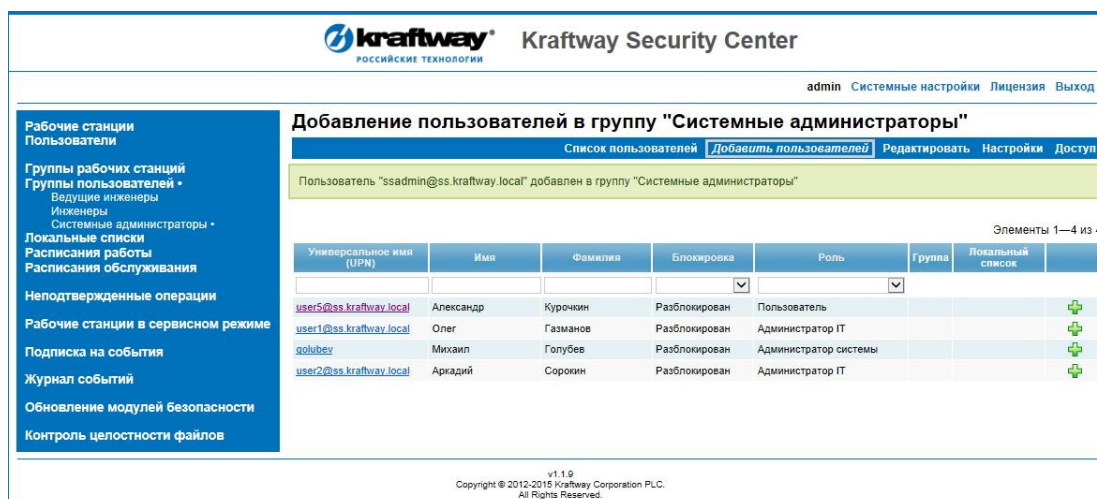 kraftway® Kraftway Security Center
РОССИЙСКИЕ ТЕХНОЛОГИИ
admin Системные настройки Лицензия Выход
Рабочие станции
Пользователи
Группы рабочих станций
Группы пользователей •
Ведущие инженеры
Инженеры
Системные администраторы •
Локальные списки
Расписания работы
Расписания обслуживания
Неподтвержденные операции
Рабочие станции в сервисном режиме
Подписка на события
Журнал событий
Обновление модулей безопасности
Контроль целостности файлов
Добавление пользователей в группу "Системные администраторы"
Список пользователей Добавить пользователей Редактировать Настройки Доступ
Пользователь "ssadmin@ss.kraftway.local" добавлен в группу "Системные администраторы"
Элементы 1—4 из
Универсальное имя (UPN) Имя Фамилия Блокировка Роль Группа Локальный список
user5@ss.kraftway.local Александр Курочкин Разблокирован Пользователь
user1@ss.kraftway.local Олег Газманов Разблокирован Администратор IT
golubev Михаил Голубев Разблокирован Администратор системы
user2@ss.kraftway.local Аркадий Сорокин Разблокирован Администратор IT
v1.1.9
Copyright © 2012-2015 Kraftway Corporation PLC.
All Rights Reserved.